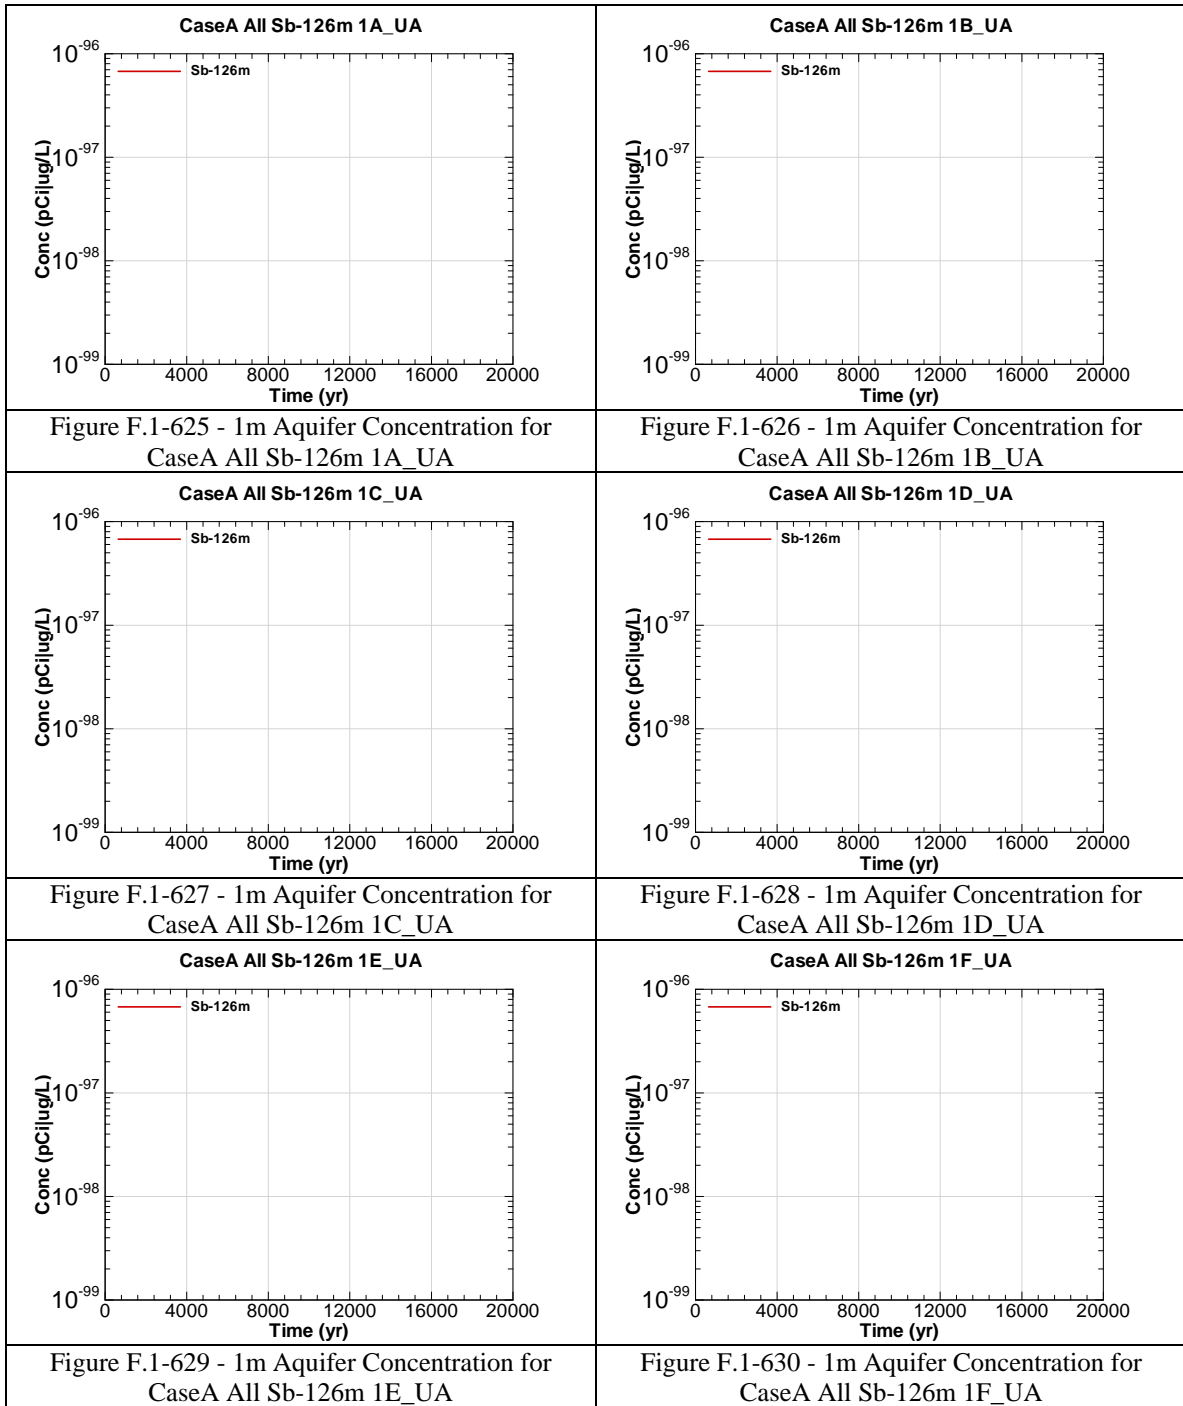 CaseA All Sb-126m 1A_UA
10-96
Sb-126m
10-97
Conc (pCi|ug/L)
10-98
10-99
0 4000 8000 12000 16000 20000
Time (yr)
Figure F.1-625 - 1m Aquifer Concentration for
CaseA All Sb-126m 1A_UA
CaseA All Sb-126m 1B_UA
10-96
Sb-126m
10-97
Conc (pCi|ug/L)
10-98
10-99
0 4000 8000 12000 16000 20000
Time (yr)
Figure F.1-626 - 1m Aquifer Concentration for
CaseA All Sb-126m 1B_UA
CaseA All Sb-126m 1C_UA
10-96
Sb-126m
10-97
Conc (pCi|ug/L)
10-98
10-99
0 4000 8000 12000 16000 20000
Time (yr)
Figure F.1-627 - 1m Aquifer Concentration for
CaseA All Sb-126m 1C_UA
CaseA All Sb-126m 1D_UA
10-96
Sb-126m
10-97
Conc (pCi|ug/L)
10-98
10-99
0 4000 8000 12000 16000 20000
Time (yr)
Figure F.1-628 - 1m Aquifer Concentration for
CaseA All Sb-126m 1D_UA
CaseA All Sb-126m 1E_UA
10-96
Sb-126m
10-97
Conc (pCi|ug/L)
10-98
10-99
0 4000 8000 12000 16000 20000
Time (yr)
Figure F.1-629 - 1m Aquifer Concentration for
CaseA All Sb-126m 1E_UA
CaseA All Sb-126m 1F_UA
10-96
Sb-126m
10-97
Conc (pCi|ug/L)
10-98
10-99
0 4000 8000 12000 16000 20000
Time (yr)
Figure F.1-630 - 1m Aquifer Concentration for
CaseA All Sb-126m 1F_UA